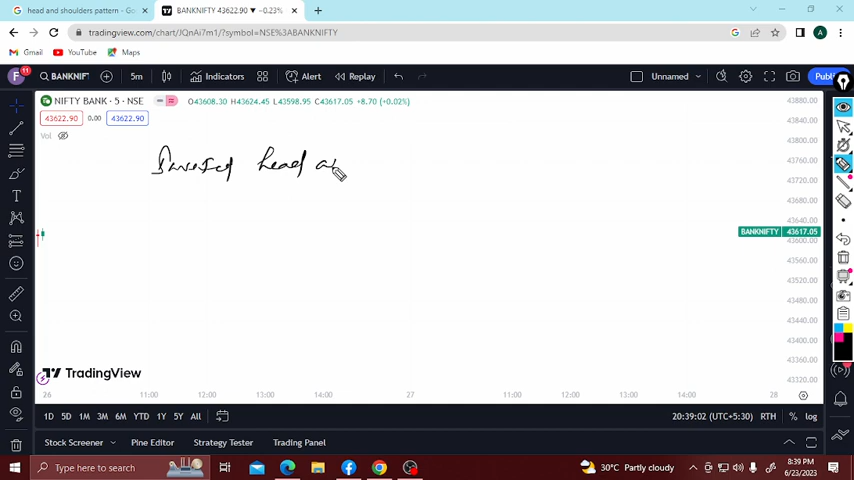 head and shoulders pattern - G
BANKNIFTY 43622.90 ▼ −0.23%
tradingview.com/chart/JQnAi7m1/?symbol=NSE%3ABANKNIFTY
Gmail YouTube Maps
F 11 BANKNIF 5m Indicators Alert Replay Unnamed Publi
NIFTY BANK · 5 · NSE O43608.30 H43624.45 L43598.95 C43617.05 +8.70 (+0.02%)
43622.90 0.00 43622.90
Vol
Inverted head an
43880.00
43840.00
43800.00
43760.00
43720.00
43680.00
43640.00
BANKNIFTY 43617.05
43600.00
43560.00
43520.00
43480.00
43440.00
43400.00
43360.00
43320.00
TradingView
26 11:00 12:00 13:00 14:00 27 11:00 12:00 13:00 14:00 28
1D 5D 1M 3M 6M YTD 1Y 5Y All 20:39:02 (UTC+5:30) RTH % log
Stock Screener Pine Editor Strategy Tester Trading Panel
Type here to search 30°C Partly cloudy 8:39 PM
6/23/2023